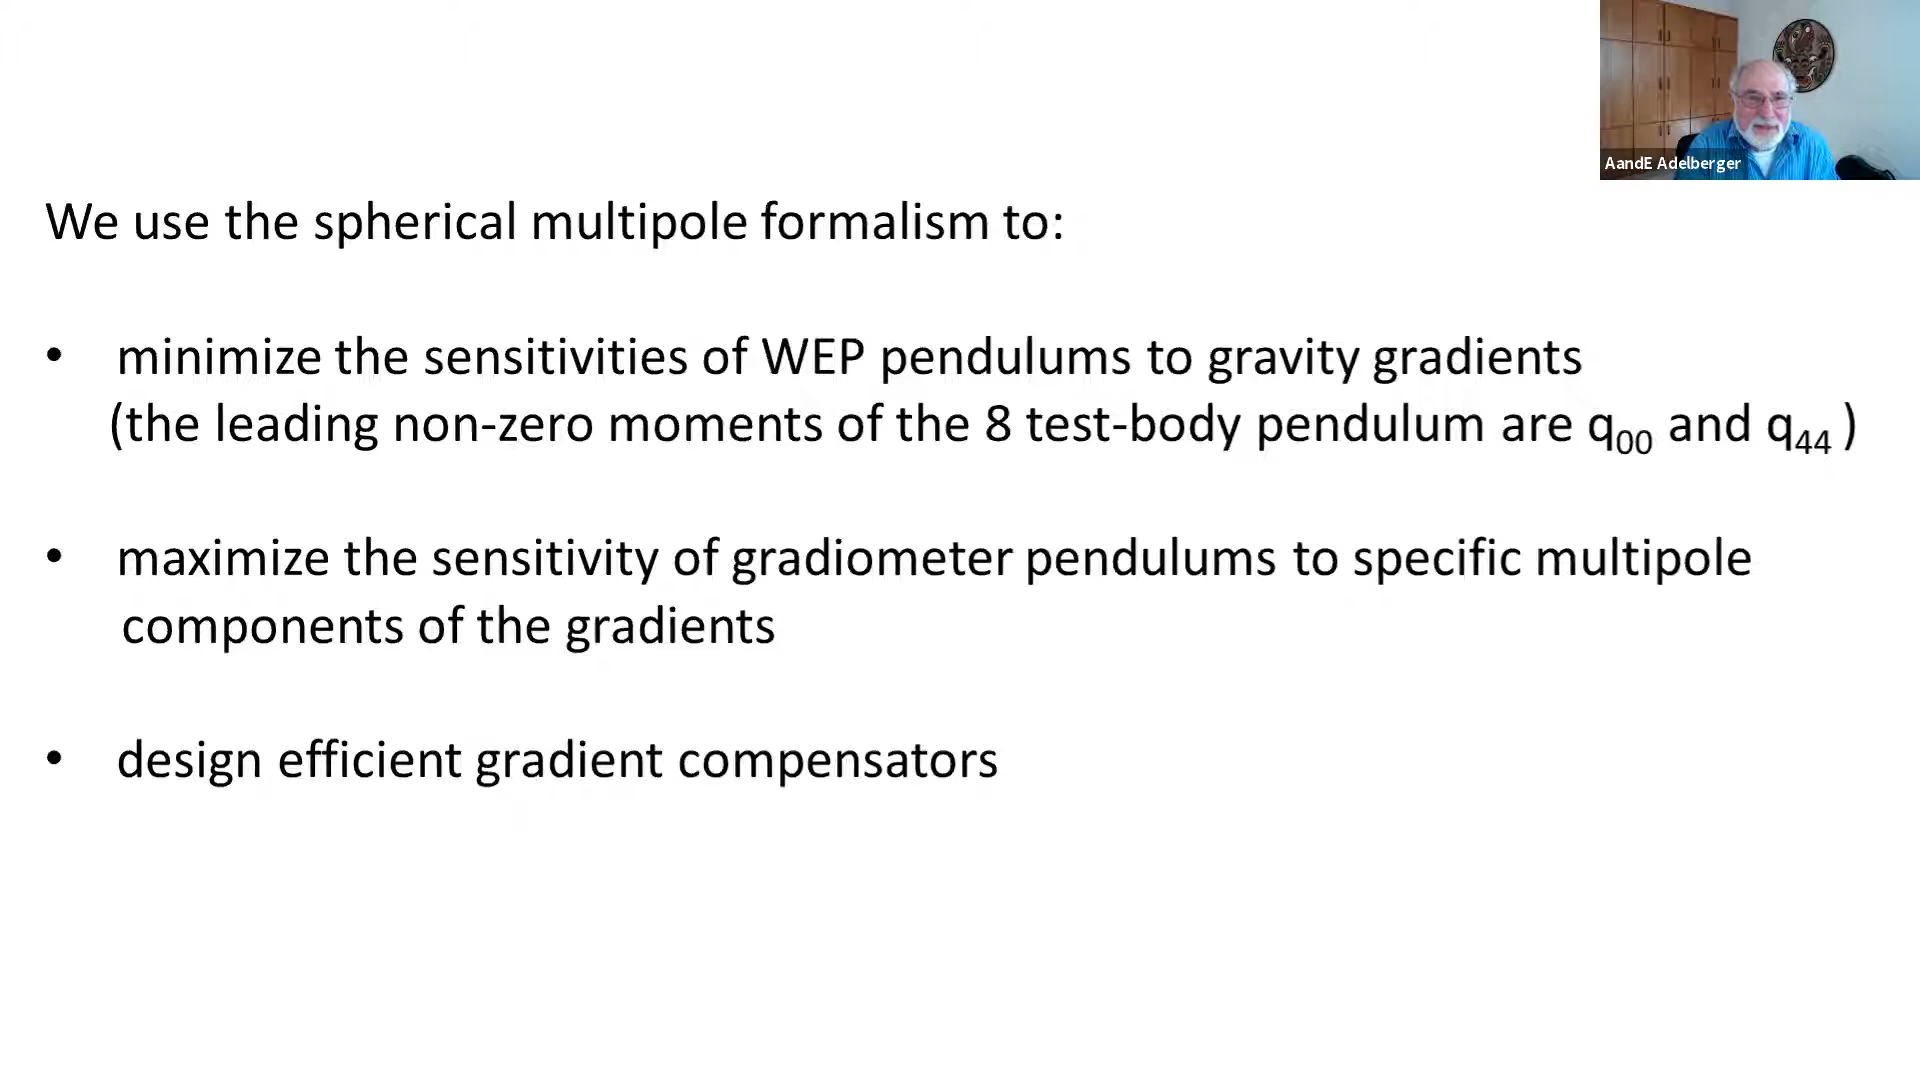 AandE Adelberger
We use the spherical multipole formalism to:
• minimize the sensitivities of WEP pendulums to gravity gradients
(the leading non-zero moments of the 8 test-body pendulum are q₀₀ and q₄₄ )
• maximize the sensitivity of gradiometer pendulums to specific multipole
components of the gradients
• design efficient gradient compensators